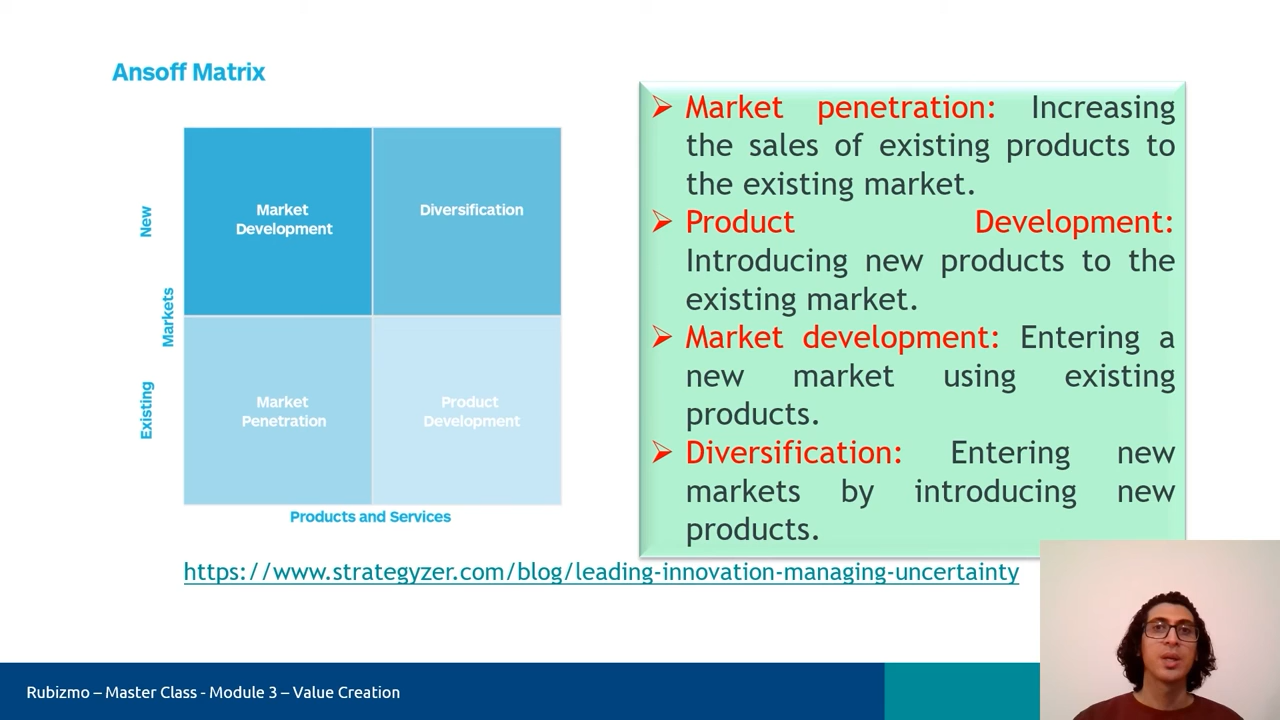 Ansoff Matrix
New
Markets
Existing
Market
Development
Diversification
Market
Penetration
Product
Development
Products and Services
➢ Market penetration: Increasing
the sales of existing products to
the existing market.
➢ Product Development:
Introducing new products to the
existing market.
➢ Market development: Entering a
new market using existing
products.
➢ Diversification: Entering new
markets by introducing new
products.
https://www.strategyzer.com/blog/leading-innovation-managing-uncertainty
Rubizmo – Master Class - Module 3 – Value Creation